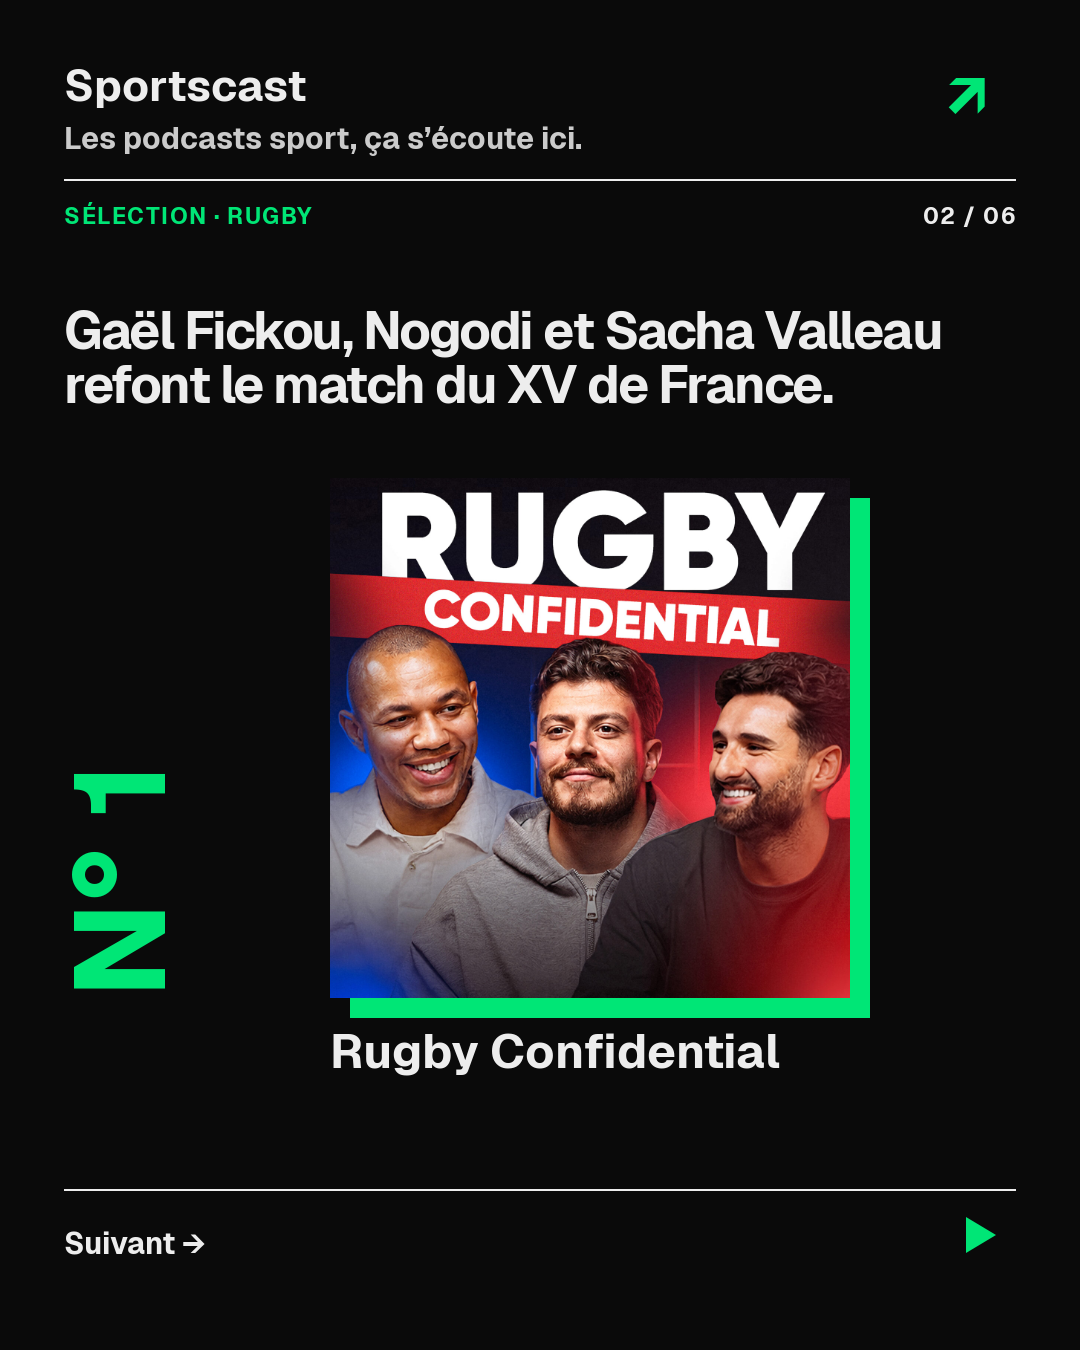 Sportscast
Les podcasts sport, ça s’écoute ici.
SÉLECTION · RUGBY
02 / 06
Gaël Fickou, Nogodi et Sacha Valleau
refont le match du XV de France.
RUGBY
CONFIDENTIAL
N° 1
Rugby Confidential
Suivant →